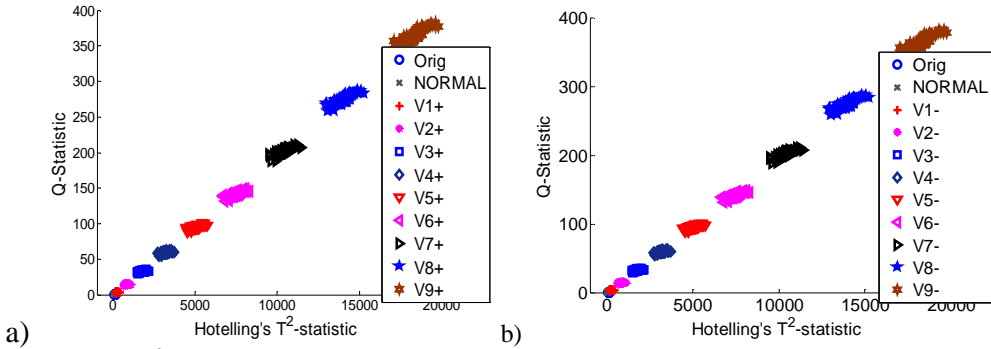 400
350
300
250
200
150
100
50
0
Q-Statistic
0 5000 10000 15000 20000
Hotelling's T²-statistic
Orig
NORMAL
V1+
V2+
V3+
V4+
V5+
V6+
V7+
V8+
V9+
a)
400
300
200
100
0
Q-Statistic
0 5000 10000 15000 20000
Hotelling's T²-statistic
Orig
NORMAL
V1-
V2-
V3-
V4-
V5-
V6-
V7-
V8-
V9-
b)